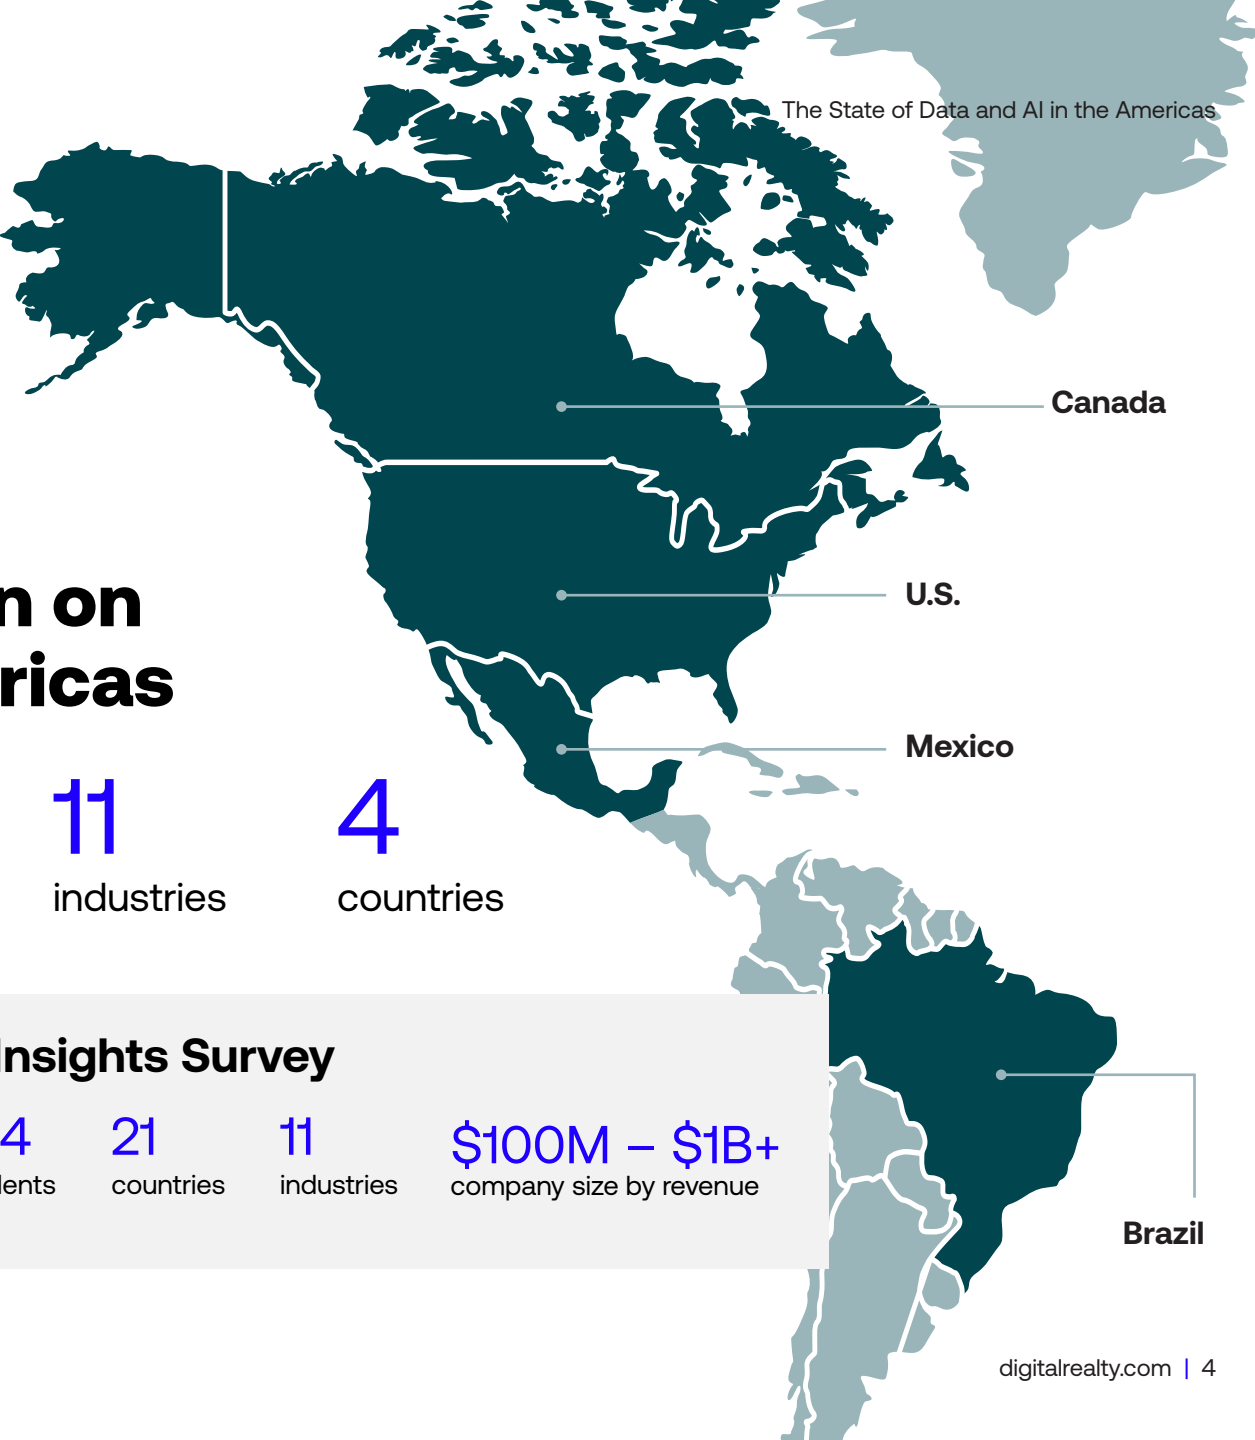 The State of Data and AI in the Americas
Canada
U.S.
Mexico
n on
ricas
11
industries
4
countries
Insights Survey
4
lents
21
countries
11
industries
$100M – $1B+
company size by revenue
Brazil
digitalrealty.com | 4